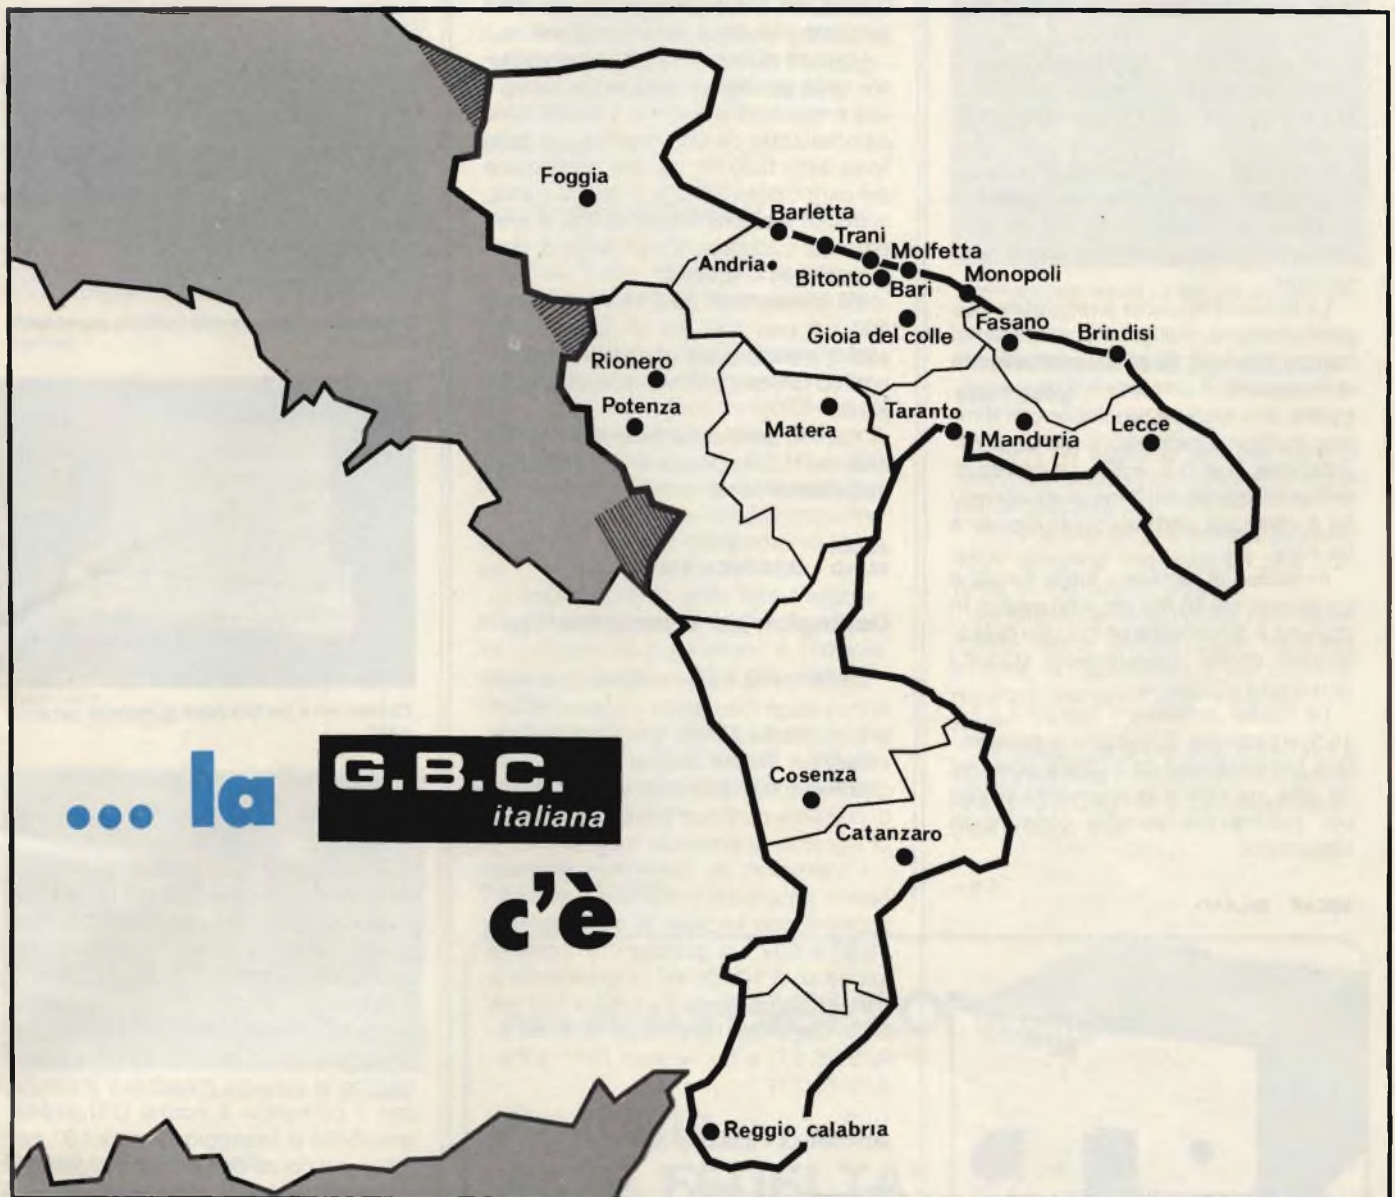 Foggia
Barletta
Trani
Andria
Molfetta
Bitonto
Bari
Monopoli
Gioia del colle
Fasano
Brindisi
Rionero
Potenza
Matera
Taranto
Manduria
Lecce
... la G.B.C.
italiana
c'è
Cosenza
Catanzaro
Reggio calabria